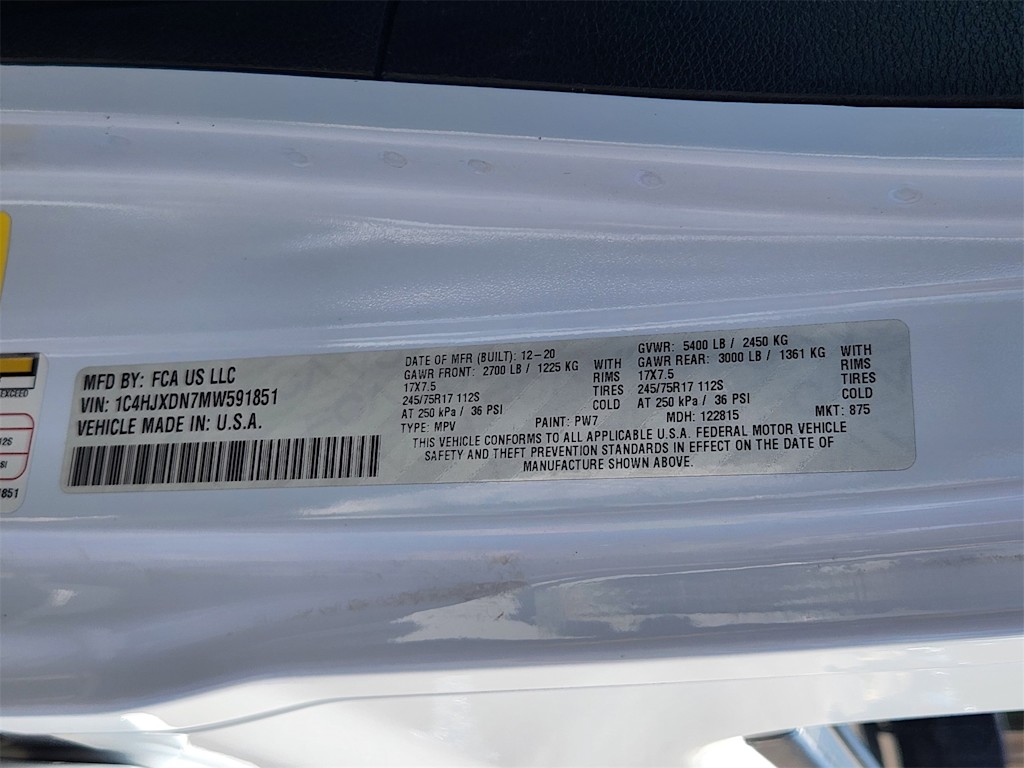 MFD BY: FCA US LLC
VIN: 1C4HJXDN7MW591851
VEHICLE MADE IN: U.S.A.
DATE OF MFR (BUILT): 12-20
GAWR FRONT: 2700 LB / 1225 KG WITH
17X7.5 RIMS
245/75R17 112S TIRES
AT 250 kPa / 36 PSI COLD
GVWR: 5400 LB / 2450 KG
GAWR REAR: 3000 LB / 1361 KG WITH
17X7.5 RIMS
245/75R17 112S TIRES
AT 250 kPa / 36 PSI COLD
TYPE: MPV PAINT: PW7 MDH: 122815 MKT: 875
THIS VEHICLE CONFORMS TO ALL APPLICABLE U.S.A. FEDERAL MOTOR VEHICLE
SAFETY AND THEFT PREVENTION STANDARDS IN EFFECT ON THE DATE OF
MANUFACTURE SHOWN ABOVE.
EXCEED
12S
SI
851